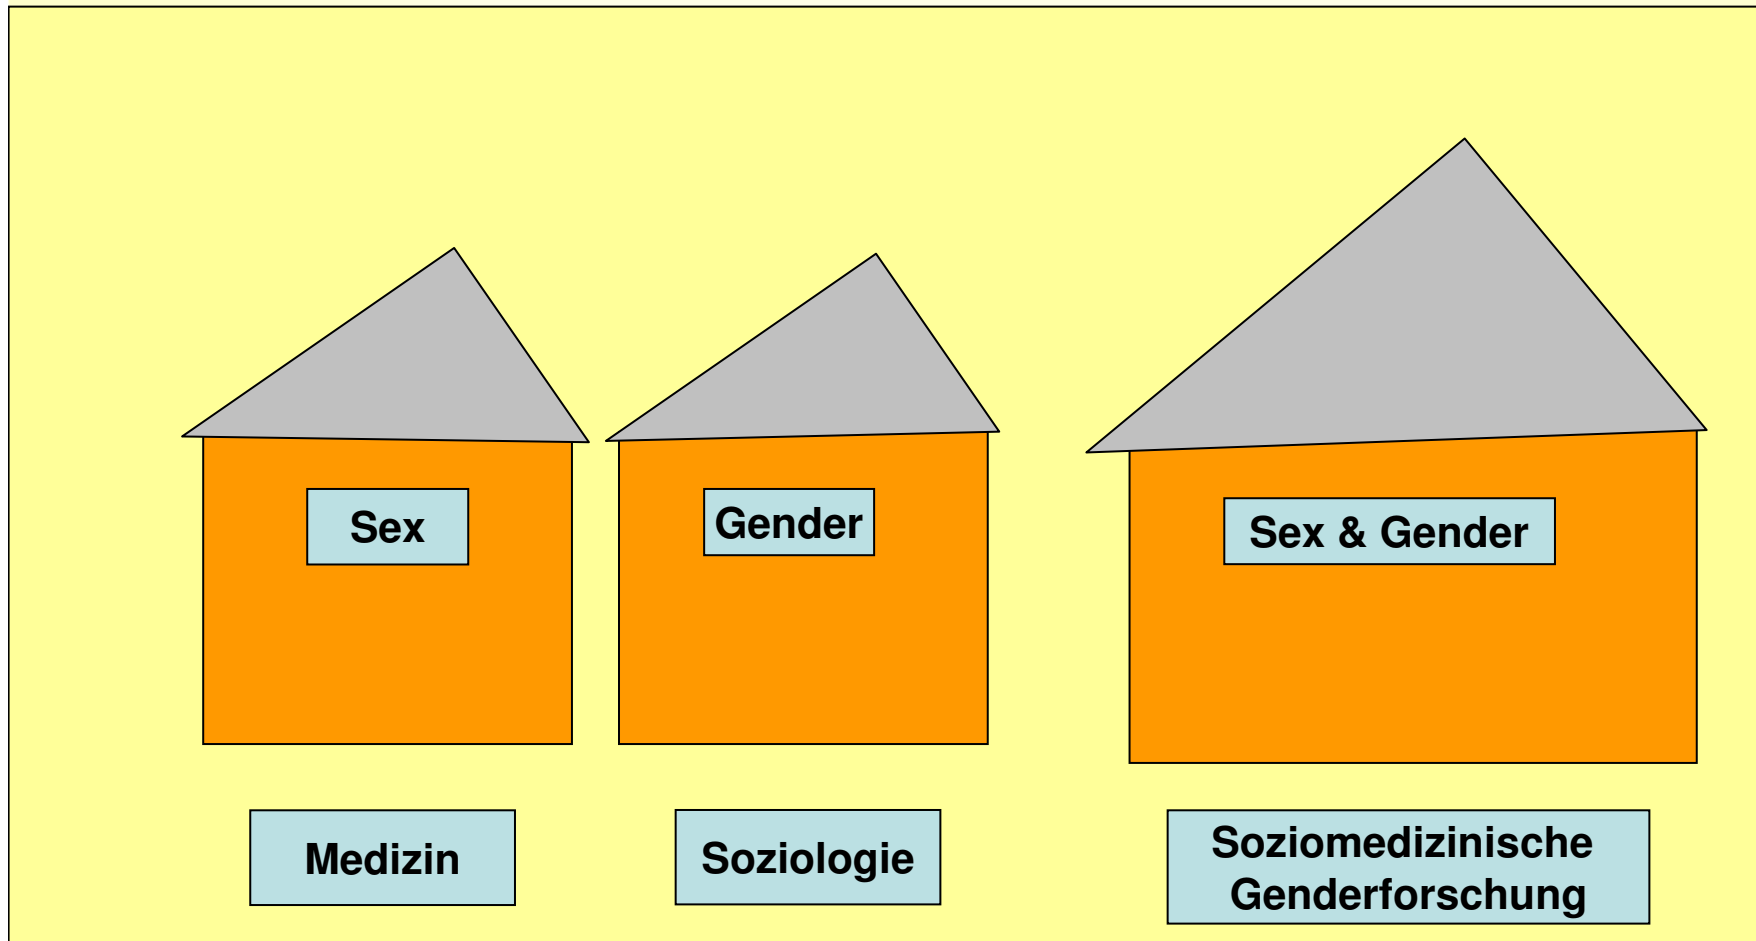 Sex
Gender
Sex & Gender
Medizin
Soziologie
Soziomedizinische
Genderforschung